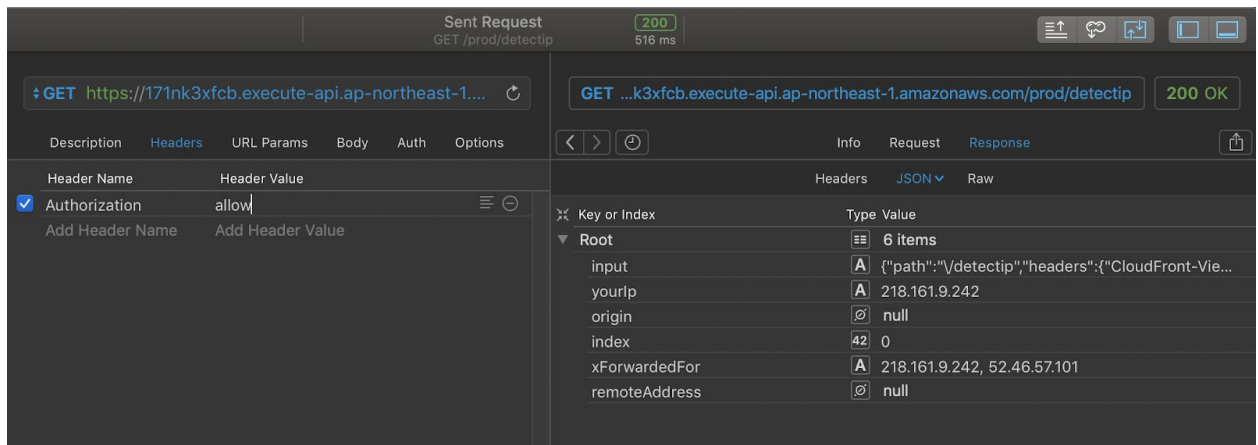 Sent Request
GET /prod/detectip
200
516 ms
GET https://171nk3xfcb.execute-api.ap-northeast-1....
Description Headers URL Params Body Auth Options
Header Name Header Value
Authorization allow
Add Header Name Add Header Value
GET ...k3xfcb.execute-api.ap-northeast-1.amazonaws.com/prod/detectip 200 OK
Info Request Response
Headers JSON Raw
Key or Index Type Value
Root 6 items
input A {"path":"\/detectip","headers":{"CloudFront-Vie...
yourIp A 218.161.9.242
origin null
index 42 0
xForwardedFor A 218.161.9.242, 52.46.57.101
remoteAddress null